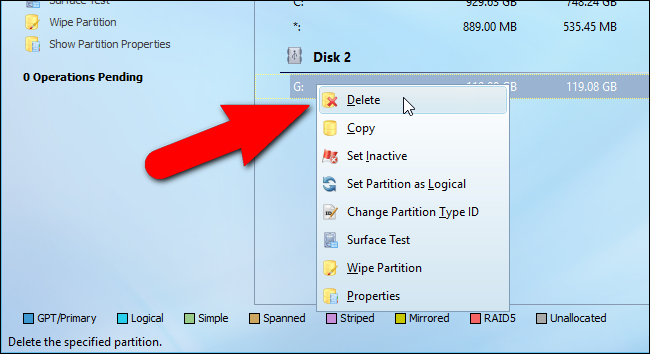 Surface Test
Wipe Partition
Show Partition Properties
0 Operations Pending
C: 929.63 GB 748.24 GB
*: 889.00 MB 535.45 MB
Disk 2
G: 119.08 GB
Delete
Copy
Set Inactive
Set Partition as Logical
Change Partition Type ID
Surface Test
Wipe Partition
Properties
GPT/Primary Logical Simple Spanned Striped Mirrored RAID5 Unallocated
Delete the specified partition.